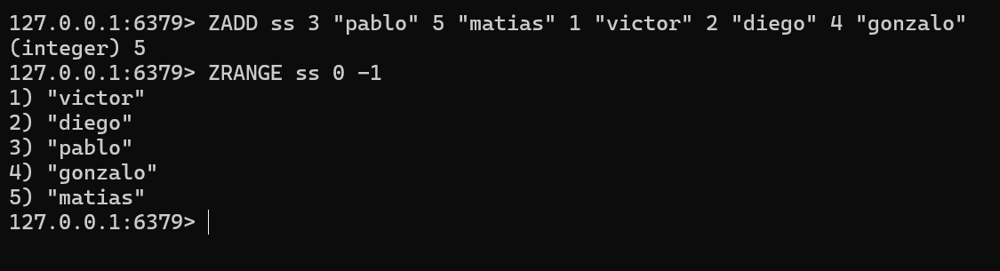 127.0.0.1:6379> ZADD ss 3 "pablo" 5 "matias" 1 "victor" 2 "diego" 4 "gonzalo"
(integer) 5
127.0.0.1:6379> ZRANGE ss 0 -1
1) "victor"
2) "diego"
3) "pablo"
4) "gonzalo"
5) "matias"
127.0.0.1:6379>